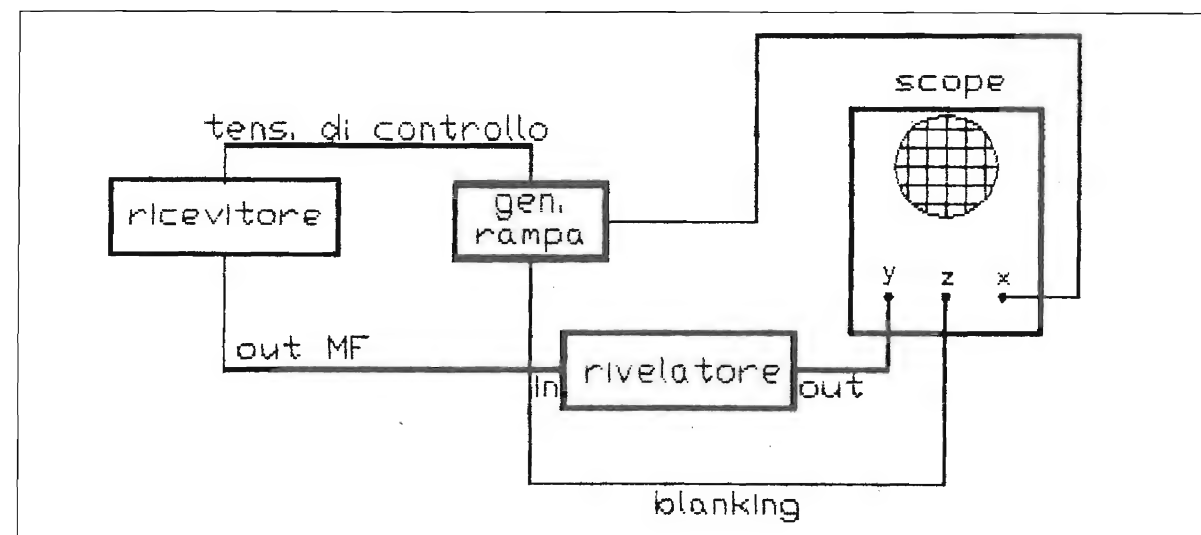 scope
tens. di controllo
ricevitore
gen.
rampa
y z x
out MF
in
rivelatore
out
blanking